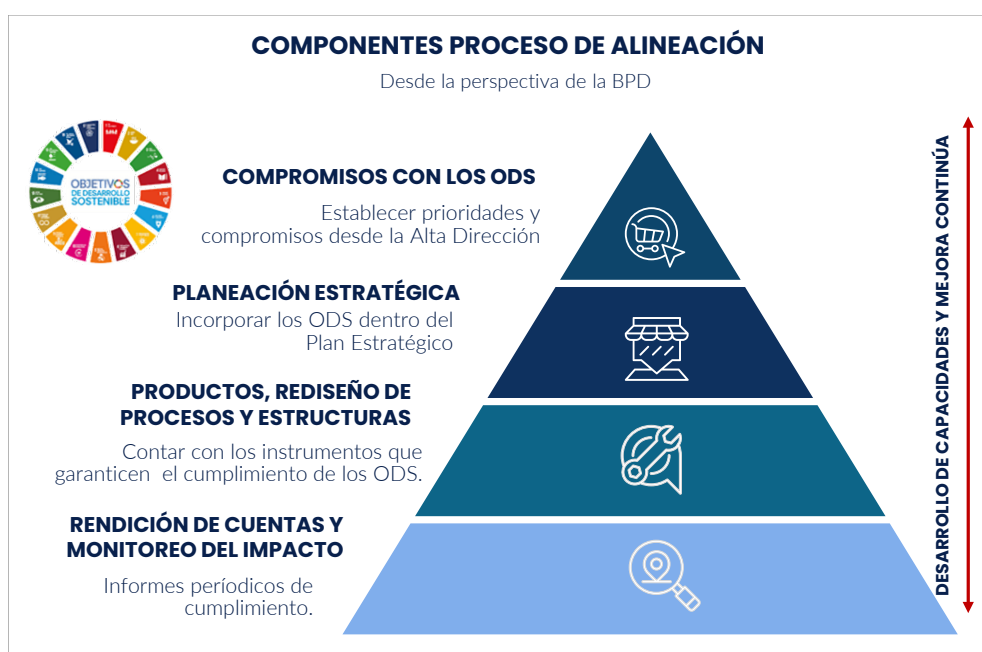 COMPONENTES PROCESO DE ALINEACIÓN
Desde la perspectiva de la BPD
OBJETIVOS
DE DESARROLLO
SOSTENIBLE
COMPROMISOS CON LOS ODS
Establecer prioridades y
compromisos desde la Alta Dirección
PLANEACIÓN ESTRATÉGICA
Incorporar los ODS dentro del
Plan Estratégico
PRODUCTOS, REDISEÑO DE
PROCESOS Y ESTRUCTURAS
Contar con los instrumentos que
garanticen el cumplimiento de los ODS.
RENDICIÓN DE CUENTAS Y
MONITOREO DEL IMPACTO
Informes períodicos de
cumplimiento.
DESARROLLO DE CAPACIDADES Y MEJORA CONTINÚA